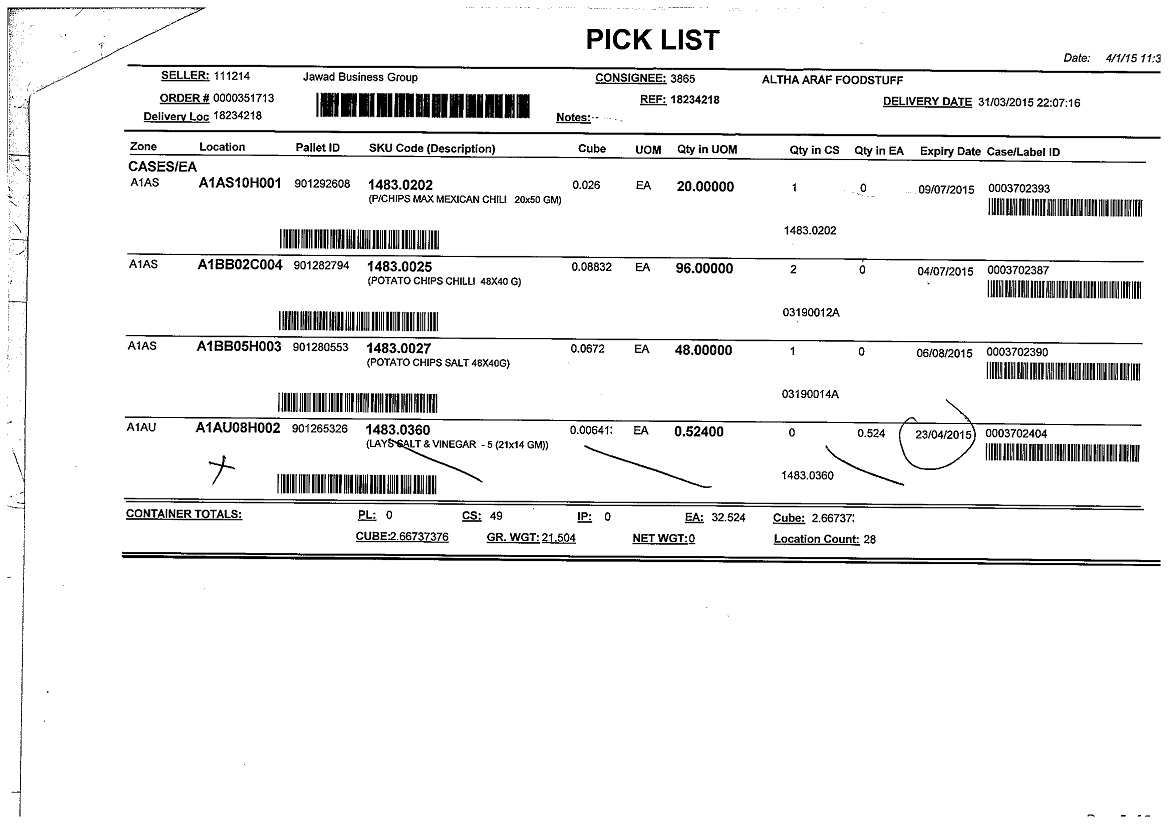 PICK LIST
Date: 4/1/15 11:3
SELLER: 111214 Jawad Business Group CONSIGNEE: 3865 ALTHA ARAF FOODSTUFF
ORDER # 0000351713 REF: 18234218 DELIVERY DATE 31/03/2015 22:07:16
Delivery Loc 18234218 Notes:
Zone Location Pallet ID SKU Code (Description) Cube UOM Qty in UOM Qty in CS Qty in EA Expiry Date Case/Label ID
CASES/EA
A1AS A1AS10H001 901292608 1483.0202 0.026 EA 20.00000 1 0 09/07/2015 0003702393
(P/CHIPS MAX MEXICAN CHILI 20x50 GM)
1483.0202
A1AS A1BB02C004 901282794 1483.0025 0.08832 EA 96.00000 2 0 04/07/2015 0003702387
(POTATO CHIPS CHILLI 48X40 G)
03190012A
A1AS A1BB05H003 901280553 1483.0027 0.0672 EA 48.00000 1 0 06/08/2015 0003702390
(POTATO CHIPS SALT 48X40G)
03190014A
A1AU A1AU08H002 901265326 1483.0360 0.00641 EA 0.52400 0 0.524 23/04/2015 0003702404
(LAYS SALT & VINEGAR - 5 (21x14 GM))
1483.0360
CONTAINER TOTALS: PL: 0 CS: 49 IP: 0 EA: 32.524 Cube: 2.66737
CUBE:2.66737376 GR. WGT: 21.504 NET WGT:0 Location Count: 28